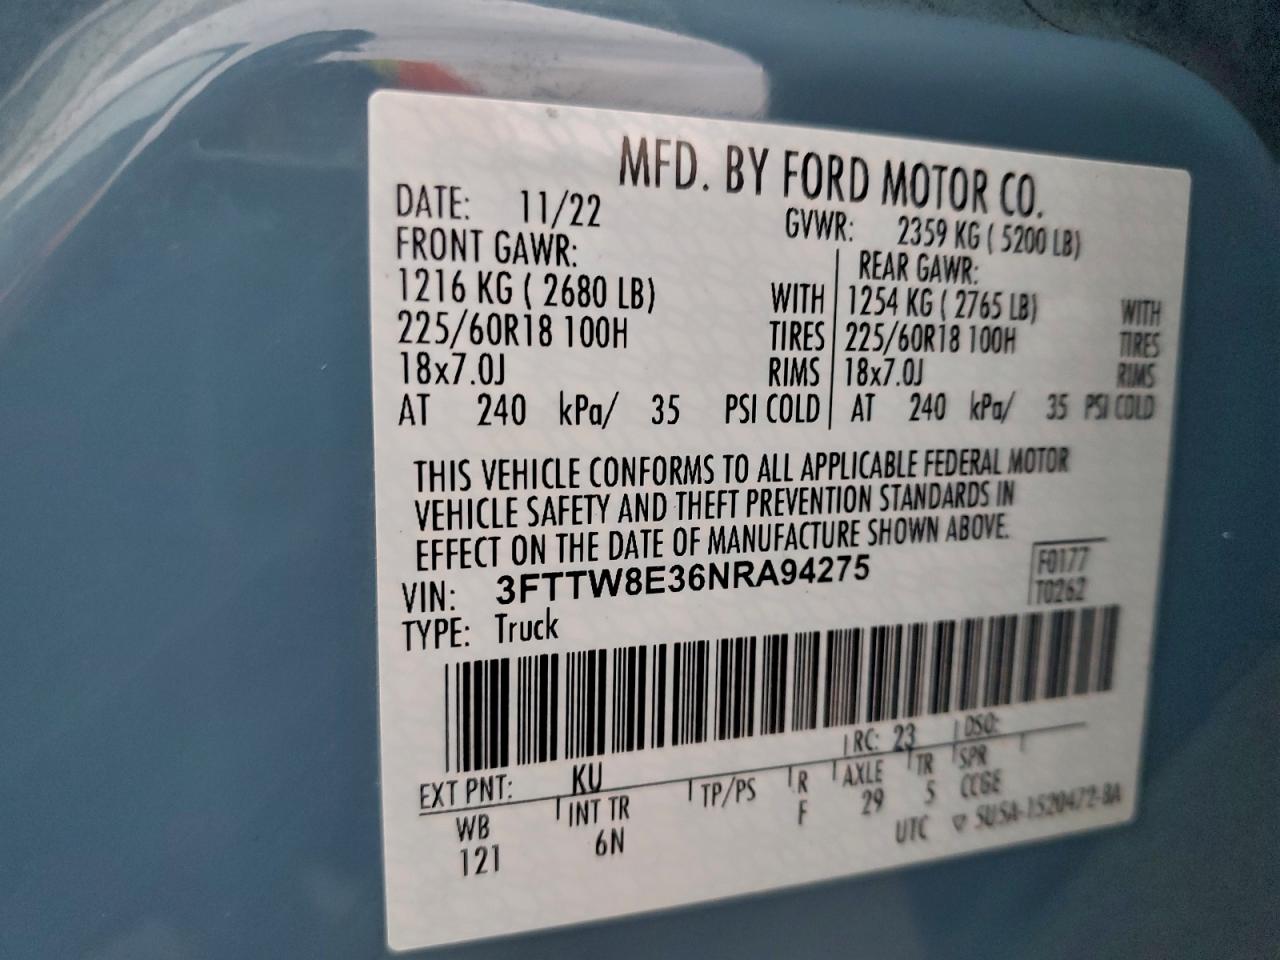 MFD. BY FORD MOTOR CO.
DATE: 11/22 GVWR: 2359 KG ( 5200 LB)
FRONT GAWR: REAR GAWR:
1216 KG ( 2680 LB) WITH 1254 KG ( 2765 LB) WITH
225/60R18 100H TIRES 225/60R18 100H TIRES
18x7.0J RIMS 18x7.0J RIMS
AT 240 kPa/ 35 PSI COLD AT 240 kPa/ 35 PSI COLD
THIS VEHICLE CONFORMS TO ALL APPLICABLE FEDERAL MOTOR
VEHICLE SAFETY AND THEFT PREVENTION STANDARDS IN
EFFECT ON THE DATE OF MANUFACTURE SHOWN ABOVE.
VIN: 3FTTW8E36NRA94275 F0177
TYPE: Truck T0262
EXT PNT: KU RC: 23 DSO:
WB INT TR TP/PS R AXLE TR SPR
121 6N F 29 5 CCGE
UTC ▽ SU5A-1520472-BA